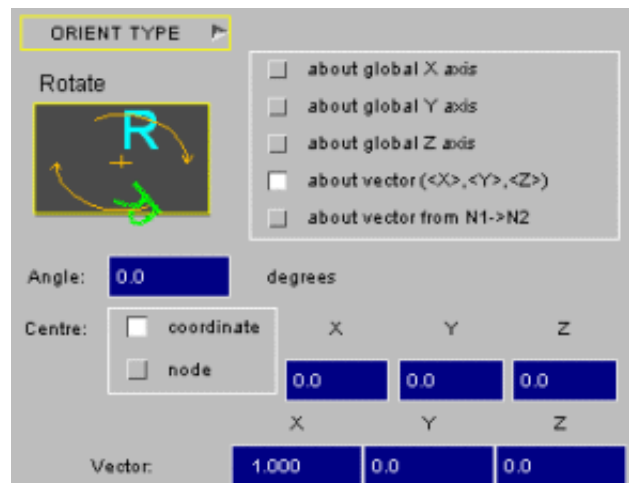 ORIENT TYPE
Rotate
R
R
about global X axis
about global Y axis
about global Z axis
about vector (<X>,<Y>,<Z>)
about vector from N1->N2
Angle: 0.0 degrees
Centre: coordinate X Y Z
node 0.0 0.0 0.0
X Y Z
Vector: 1.000 0.0 0.0